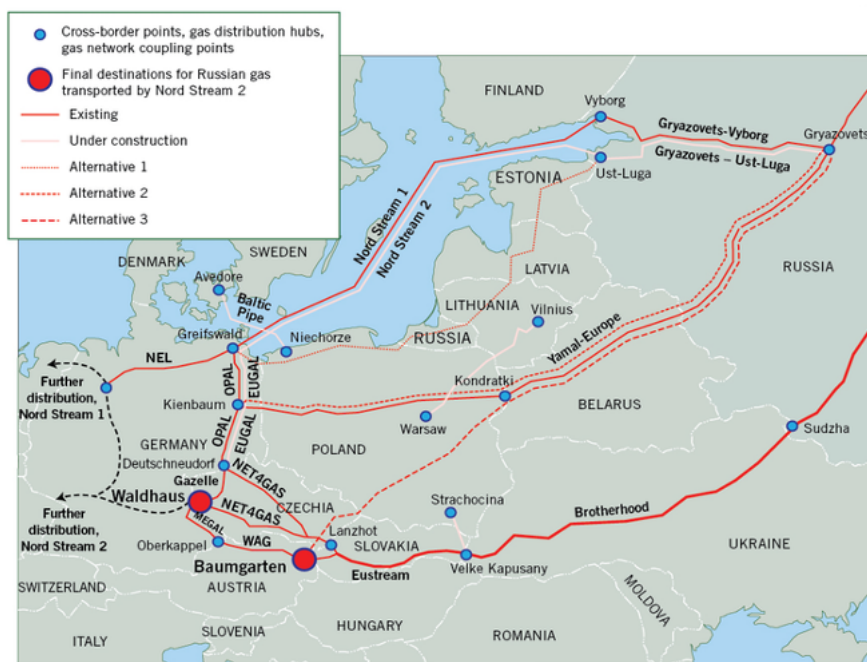 Cross-border points, gas distribution hubs,
gas network coupling points
Final destinations for Russian gas
transported by Nord Stream 2
Existing
Under construction
Alternative 1
Alternative 2
Alternative 3
FINLAND
Vyborg
Gryazovets-Vyborg
Gryazovets
Gryazovets – Ust-Luga
Ust-Luga
ESTONIA
Nord Stream 1
Nord Stream 2
SWEDEN
DENMARK
Avedore
Baltic
Pipe
LATVIA
RUSSIA
LITHUANIA
Vilnius
RUSSIA
Greifswald
Niechorze
NEL
Yamal-Europe
Further
distribution,
Nord Stream 1
OPAL
EUGAL
Kienbaum
Kondratki
BELARUS
Warsaw
Sudzha
GERMANY
OPAL
EUGAL
POLAND
Deutschneudorf
Gazelle
NET4GAS
Waldhaus
NET4GAS
CZECHIA
Strachocina
Brotherhood
Further
distribution,
Nord Stream 2
MEGAL
Oberkappel
WAG
Lanzhot
SLOVAKIA
Baumgarten
Eustream
Velke Kapusany
UKRAINE
SWITZERLAND
AUSTRIA
MOLDOVA
HUNGARY
SLOVENIA
ROMANIA
ITALY